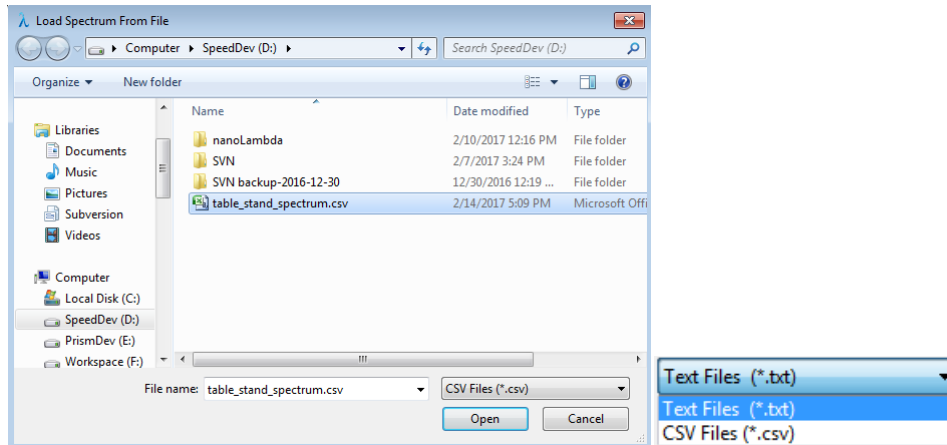 λ Load Spectrum From File
Computer SpeedDev (D:) Search SpeedDev (D:)
Organize New folder
Name Date modified Type
Libraries
Documents
Music
Pictures
Subversion
Videos
Computer
Local Disk (C:)
SpeedDev (D:)
PrismDev (E:)
Workspace (F:)
nanoLambda 2/10/2017 12:16 PM File folder
SVN 2/7/2017 3:24 PM File folder
SVN backup-2016-12-30 12/30/2016 12:19 ... File folder
table_stand_spectrum.csv 2/14/2017 5:09 PM Microsoft Offi
File name: table_stand_spectrum.csv CSV Files (*.csv)
Open Cancel
Text Files (*.txt)
Text Files (*.txt)
CSV Files (*.csv)